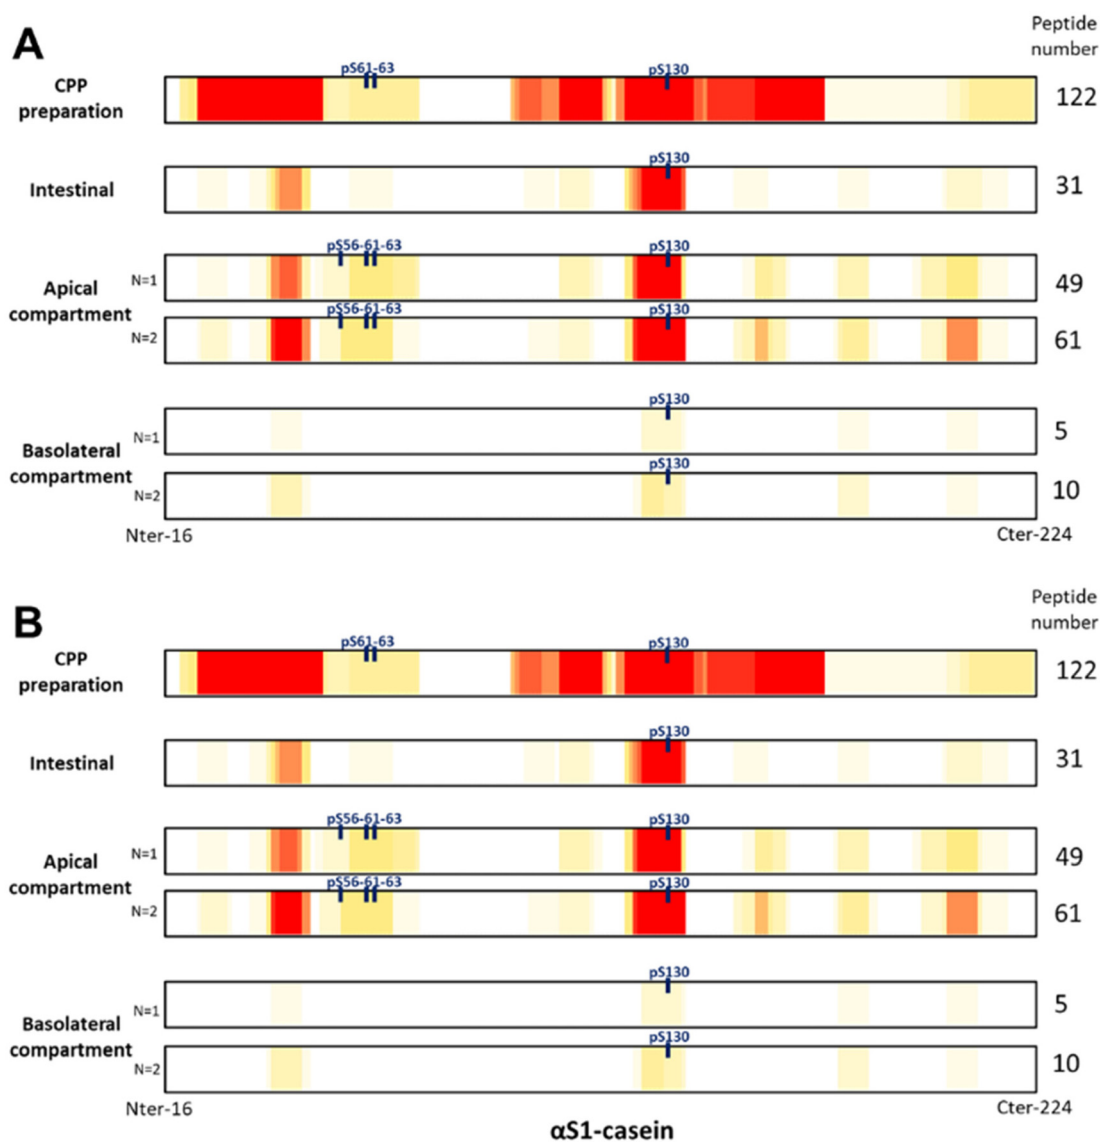 A
Peptide
number
pS61-63
pS130
CPP
preparation
122
pS130
Intestinal
31
pS56-61-63
pS130
N=1
49
Apical
compartment
pS56-61-63
pS130
N=2
61
pS130
N=1
5
Basolateral
compartment
pS130
N=2
10
Nter-16
Cter-224
B
Peptide
number
pS61-63
pS130
CPP
preparation
122
pS130
Intestinal
31
pS56-61-63
pS130
N=1
49
Apical
compartment
pS56-61-63
pS130
N=2
61
pS130
N=1
5
Basolateral
compartment
pS130
N=2
10
Nter-16
Cter-224
αS1-casein